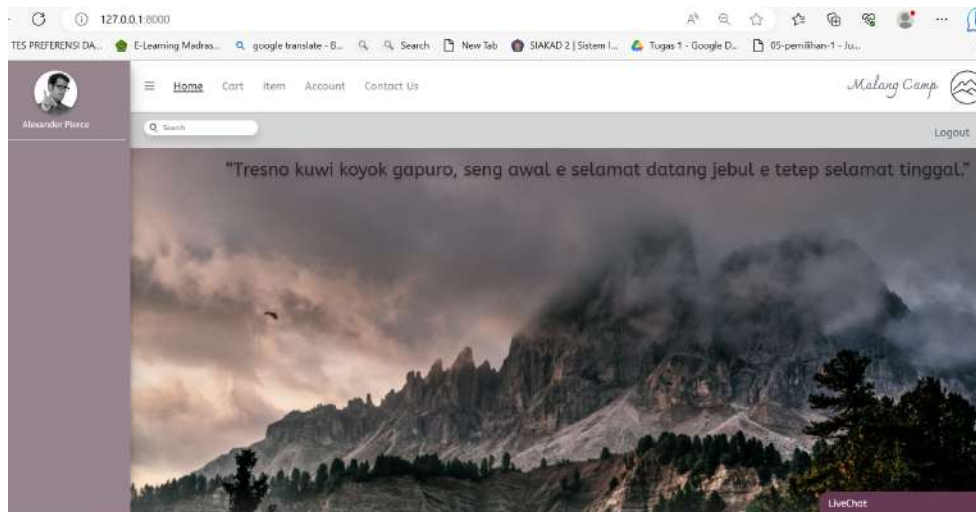 127.0.0.1:8000
TES PREFERENSI DA... E-Learning Madras... google translate - B... Search New Tab SIAKAD 2 | Sistem I... Tugas 1 - Google D... 05-pemilihan-1 - Ju...
Home Cart Item Account Contact Us Malang Camp
Alexander Pierce
Search
Logout
“Tresno kuwi koyok gapuro, seng awal e selamat datang jebul e tetep selamat tinggal.”
LiveChat